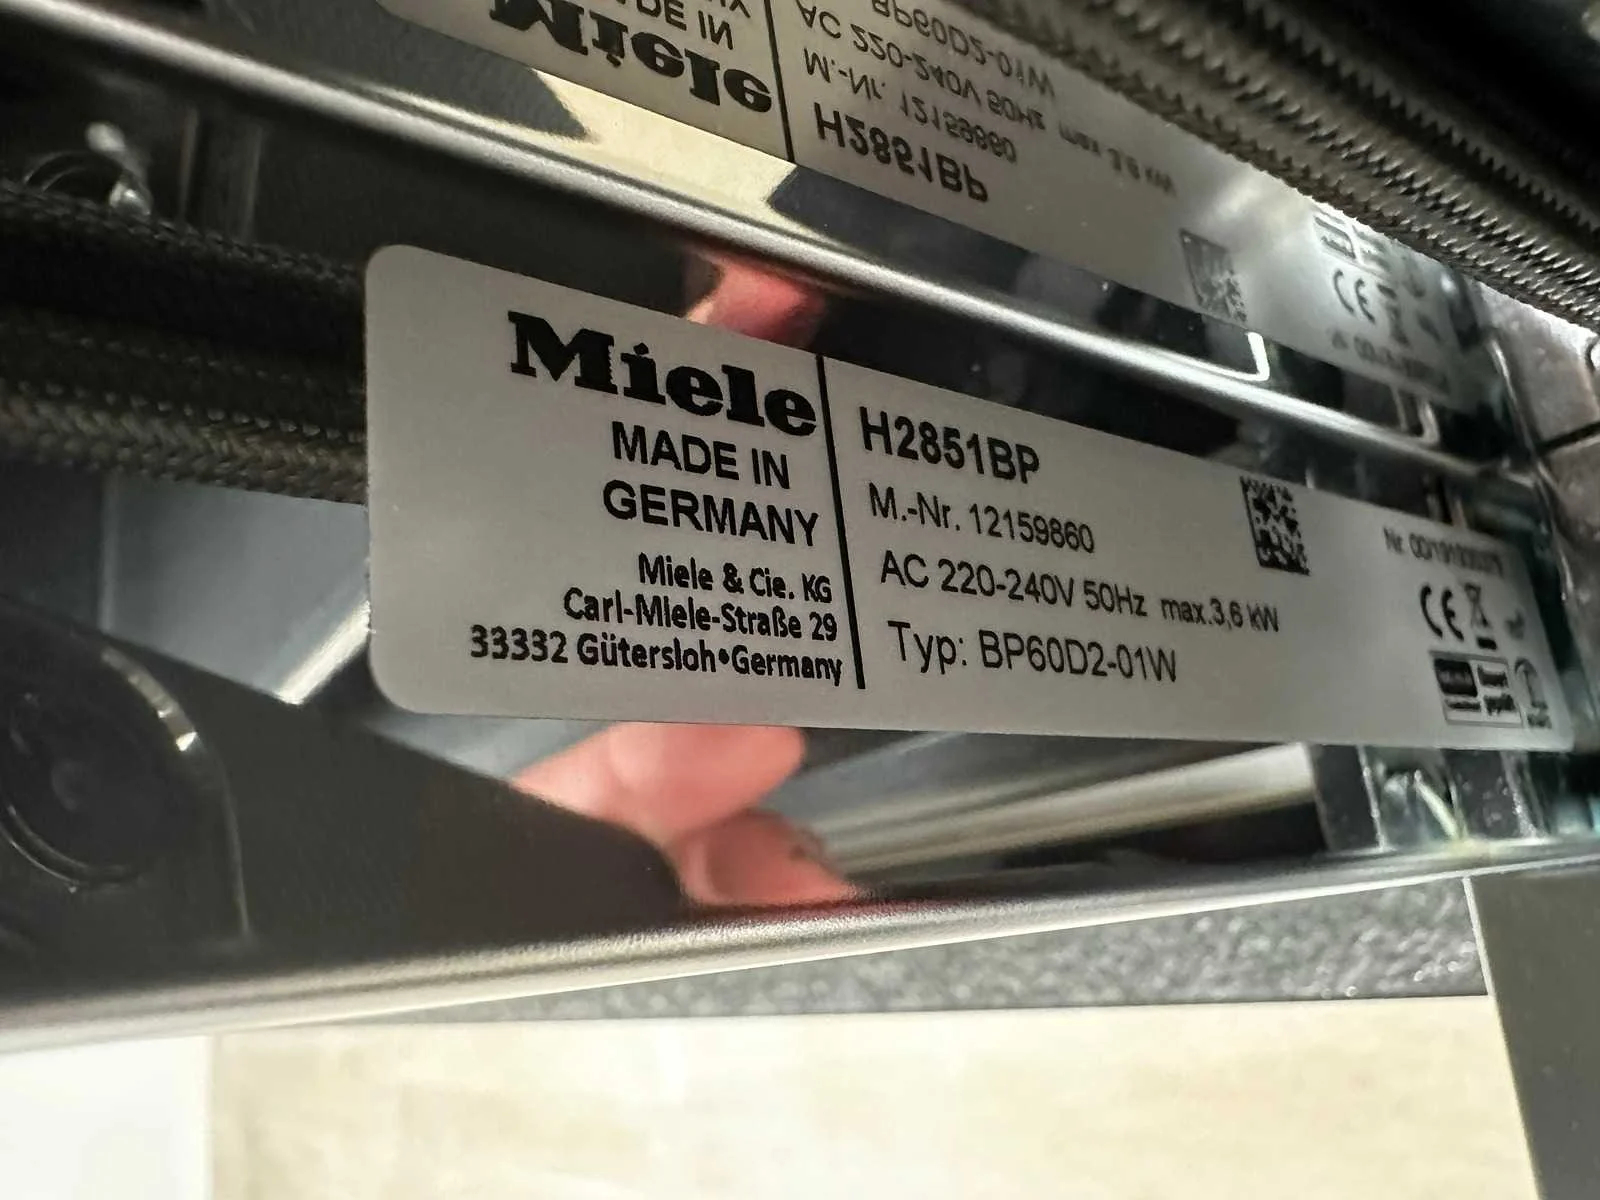 Miele
MADE IN
GERMANY
Miele & Cie. KG
Carl-Miele-Straße 29
33332 Gütersloh•Germany
H2851BP
M.-Nr. 12159860
AC 220-240V 50Hz max.3,6 kW
Typ: BP60D2-01W
Nr.
CE